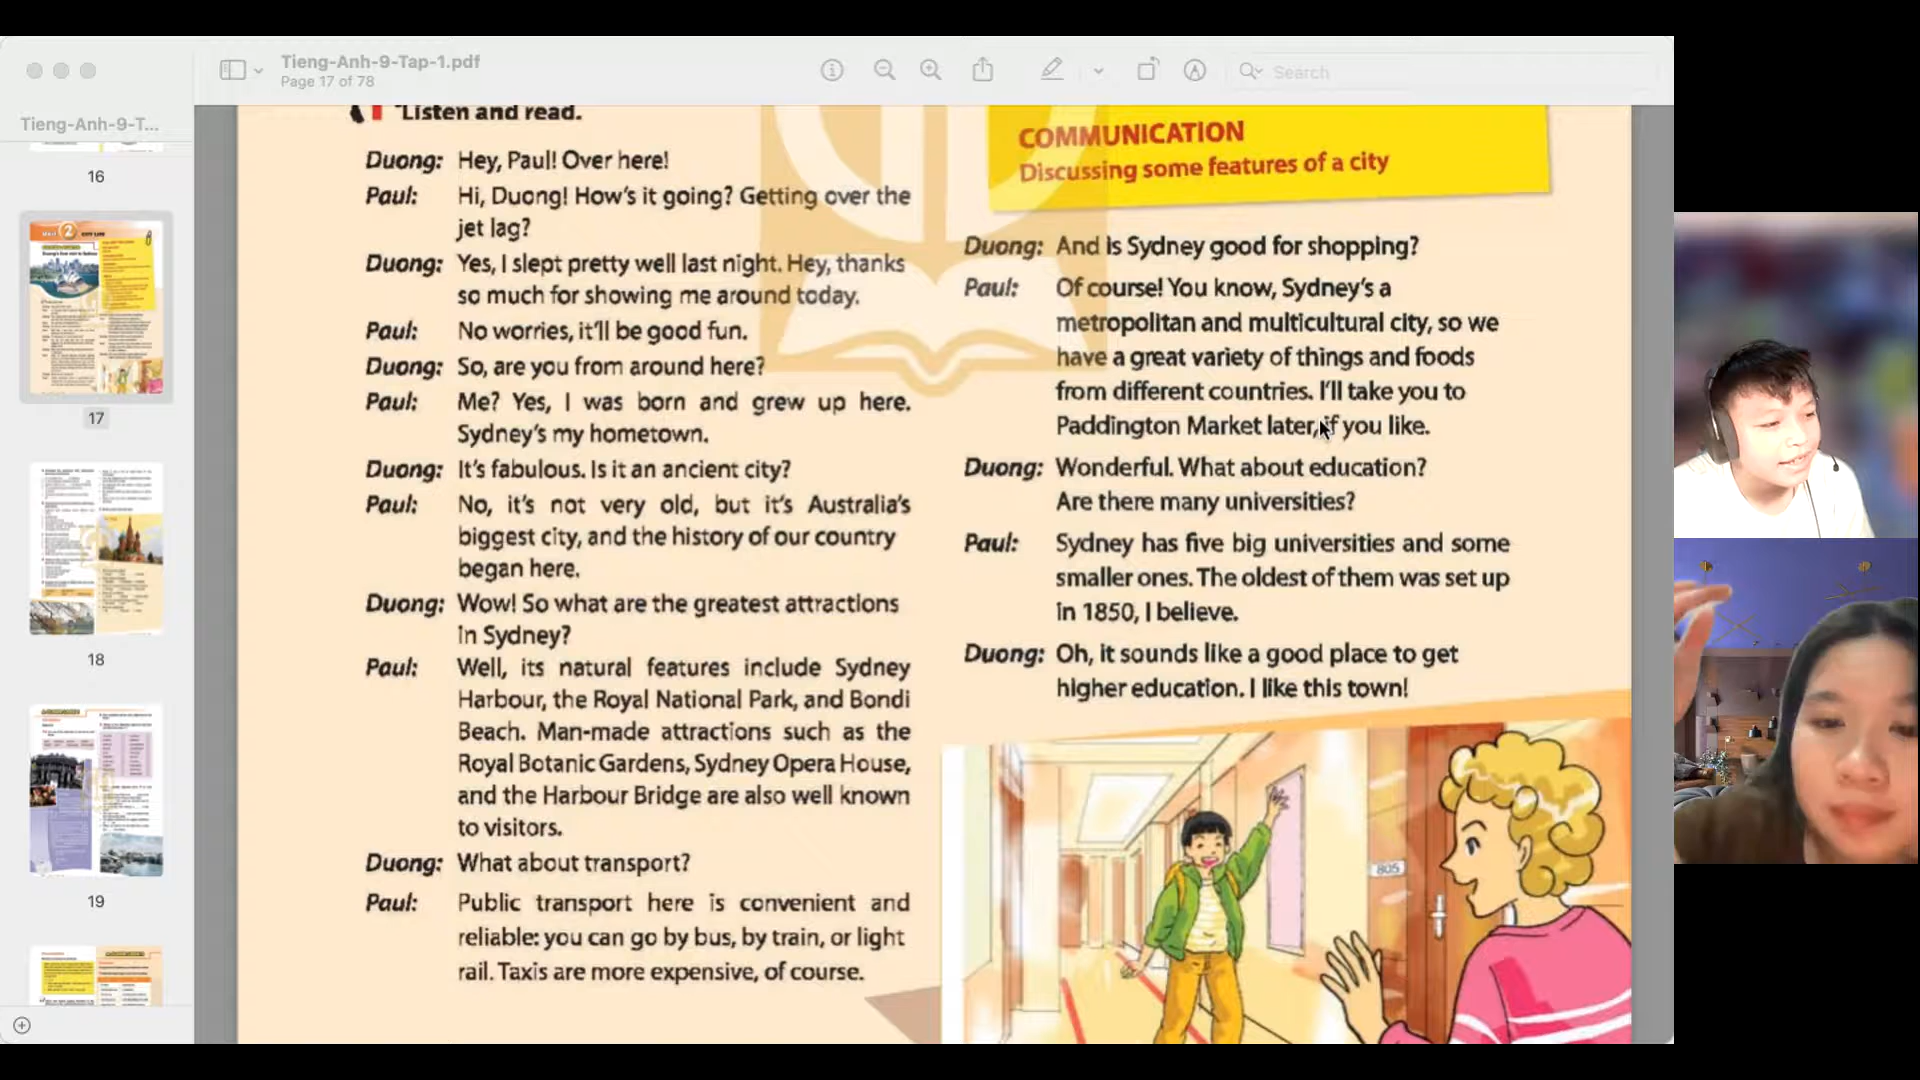 Tieng-Anh-9-Tap-1.pdf
Page 17 of 78
Search
Tieng-Anh-9-T...
16
17
18
19
Listen and read.
Duong: Hey, Paul! Over here!
Paul: Hi, Duong! How's it going? Getting over the
jet lag?
Duong: Yes, I slept pretty well last night. Hey, thanks
so much for showing me around today.
Paul: No worries, it'll be good fun.
Duong: So, are you from around here?
Paul: Me? Yes, I was born and grew up here.
Sydney's my hometown.
Duong: It's fabulous. Is it an ancient city?
Paul: No, it's not very old, but it's Australia's
biggest city, and the history of our country
began here.
Duong: Wow! So what are the greatest attractions
in Sydney?
Paul: Well, its natural features include Sydney
Harbour, the Royal National Park, and Bondi
Beach. Man-made attractions such as the
Royal Botanic Gardens, Sydney Opera House,
and the Harbour Bridge are also well known
to visitors.
Duong: What about transport?
Paul: Public transport here is convenient and
reliable: you can go by bus, by train, or light
rail. Taxis are more expensive, of course.
COMMUNICATION
Discussing some features of a city
Duong: And is Sydney good for shopping?
Paul: Of course! You know, Sydney's a
metropolitan and multicultural city, so we
have a great variety of things and foods
from different countries. I'll take you to
Paddington Market later, if you like.
Duong: Wonderful. What about education?
Are there many universities?
Paul: Sydney has five big universities and some
smaller ones. The oldest of them was set up
in 1850, I believe.
Duong: Oh, it sounds like a good place to get
higher education. I like this town!
805